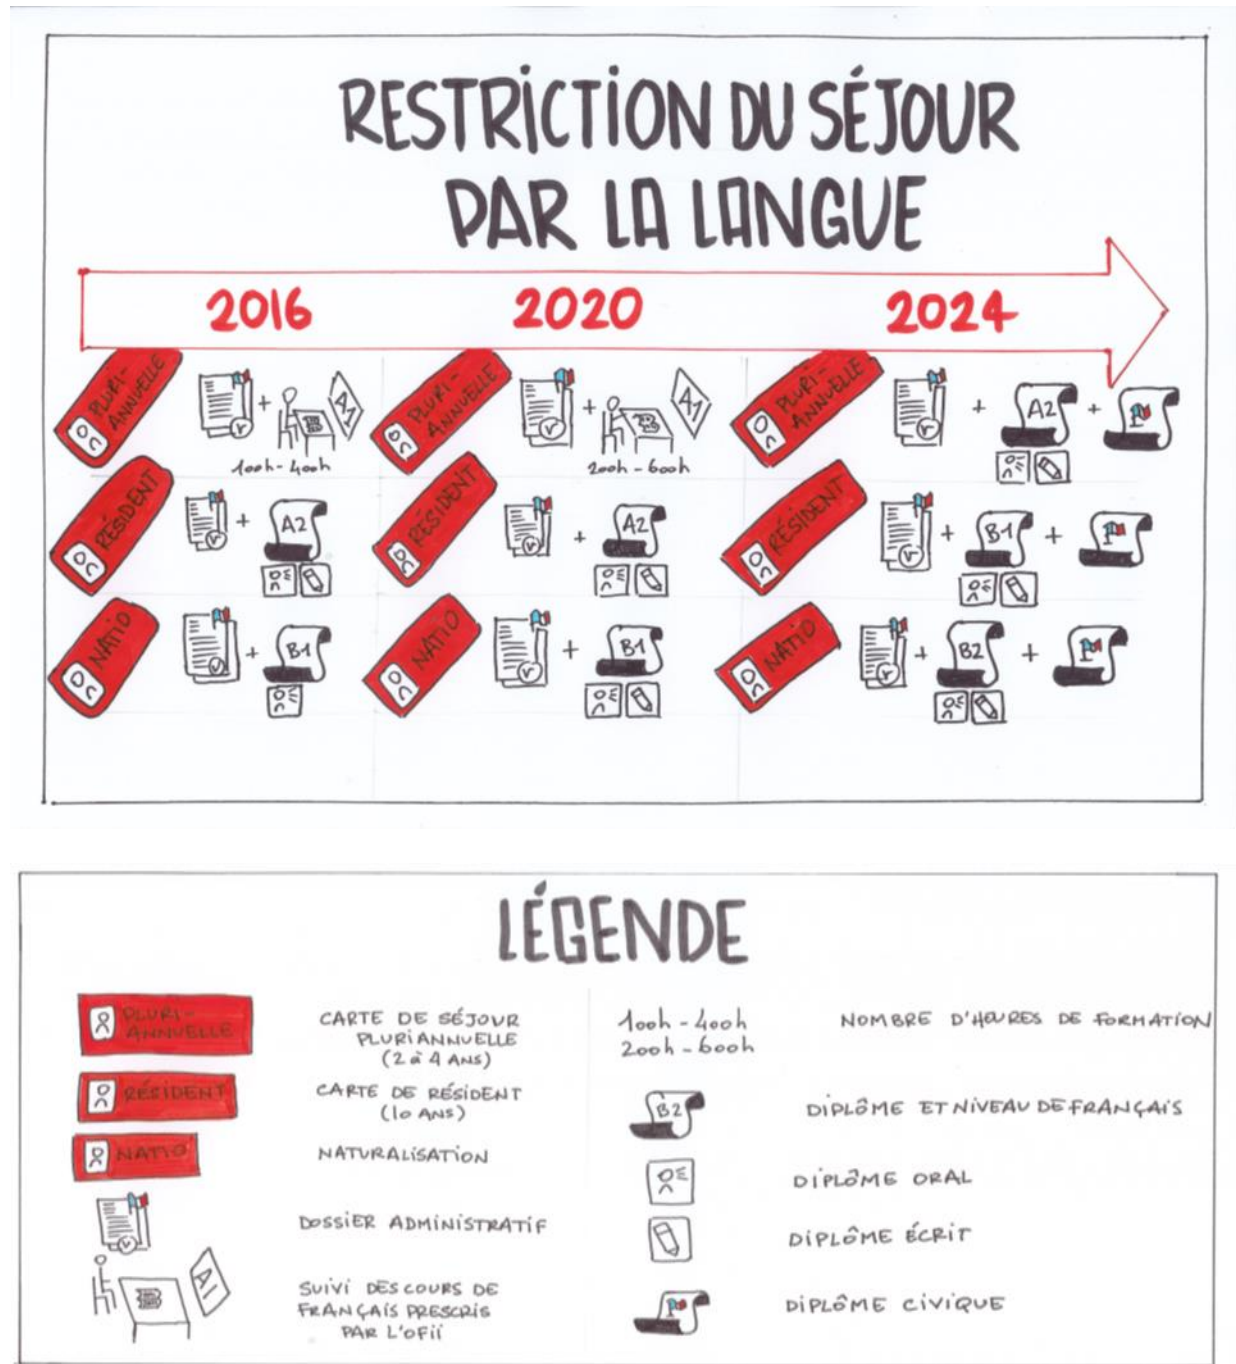 RESTRICTION DU SÉJOUR
PAR LA LANGUE
2016 2020 2024
PLURI-
ANNUELLE
A1
100h-400h
PLURI-
ANNUELLE
A1
200h-600h
PLURI-
ANNUELLE
A2
RÉSIDENT
A2
RÉSIDENT
A2
RÉSIDENT
B1
NATIO
B1
NATIO
B1
NATIO
B2
LÉGENDE
PLURI-
ANNUELLE
CARTE DE SÉJOUR
PLURIANNUELLE
(2 à 4 ANS)
RÉSIDENT
CARTE DE RÉSIDENT
(10 ANS)
NATIO
NATURALISATION
DOSSIER ADMINISTRATIF
A1
SUIVI DES COURS DE
FRANÇAIS PRESCRIS
PAR L'OFII
100h-400h
200h-600h
NOMBRE D'HEURES DE FORMATION
B2
DIPLÔME ET NIVEAU DE FRANÇAIS
DIPLÔME ORAL
DIPLÔME ÉCRIT
DIPLÔME CIVIQUE